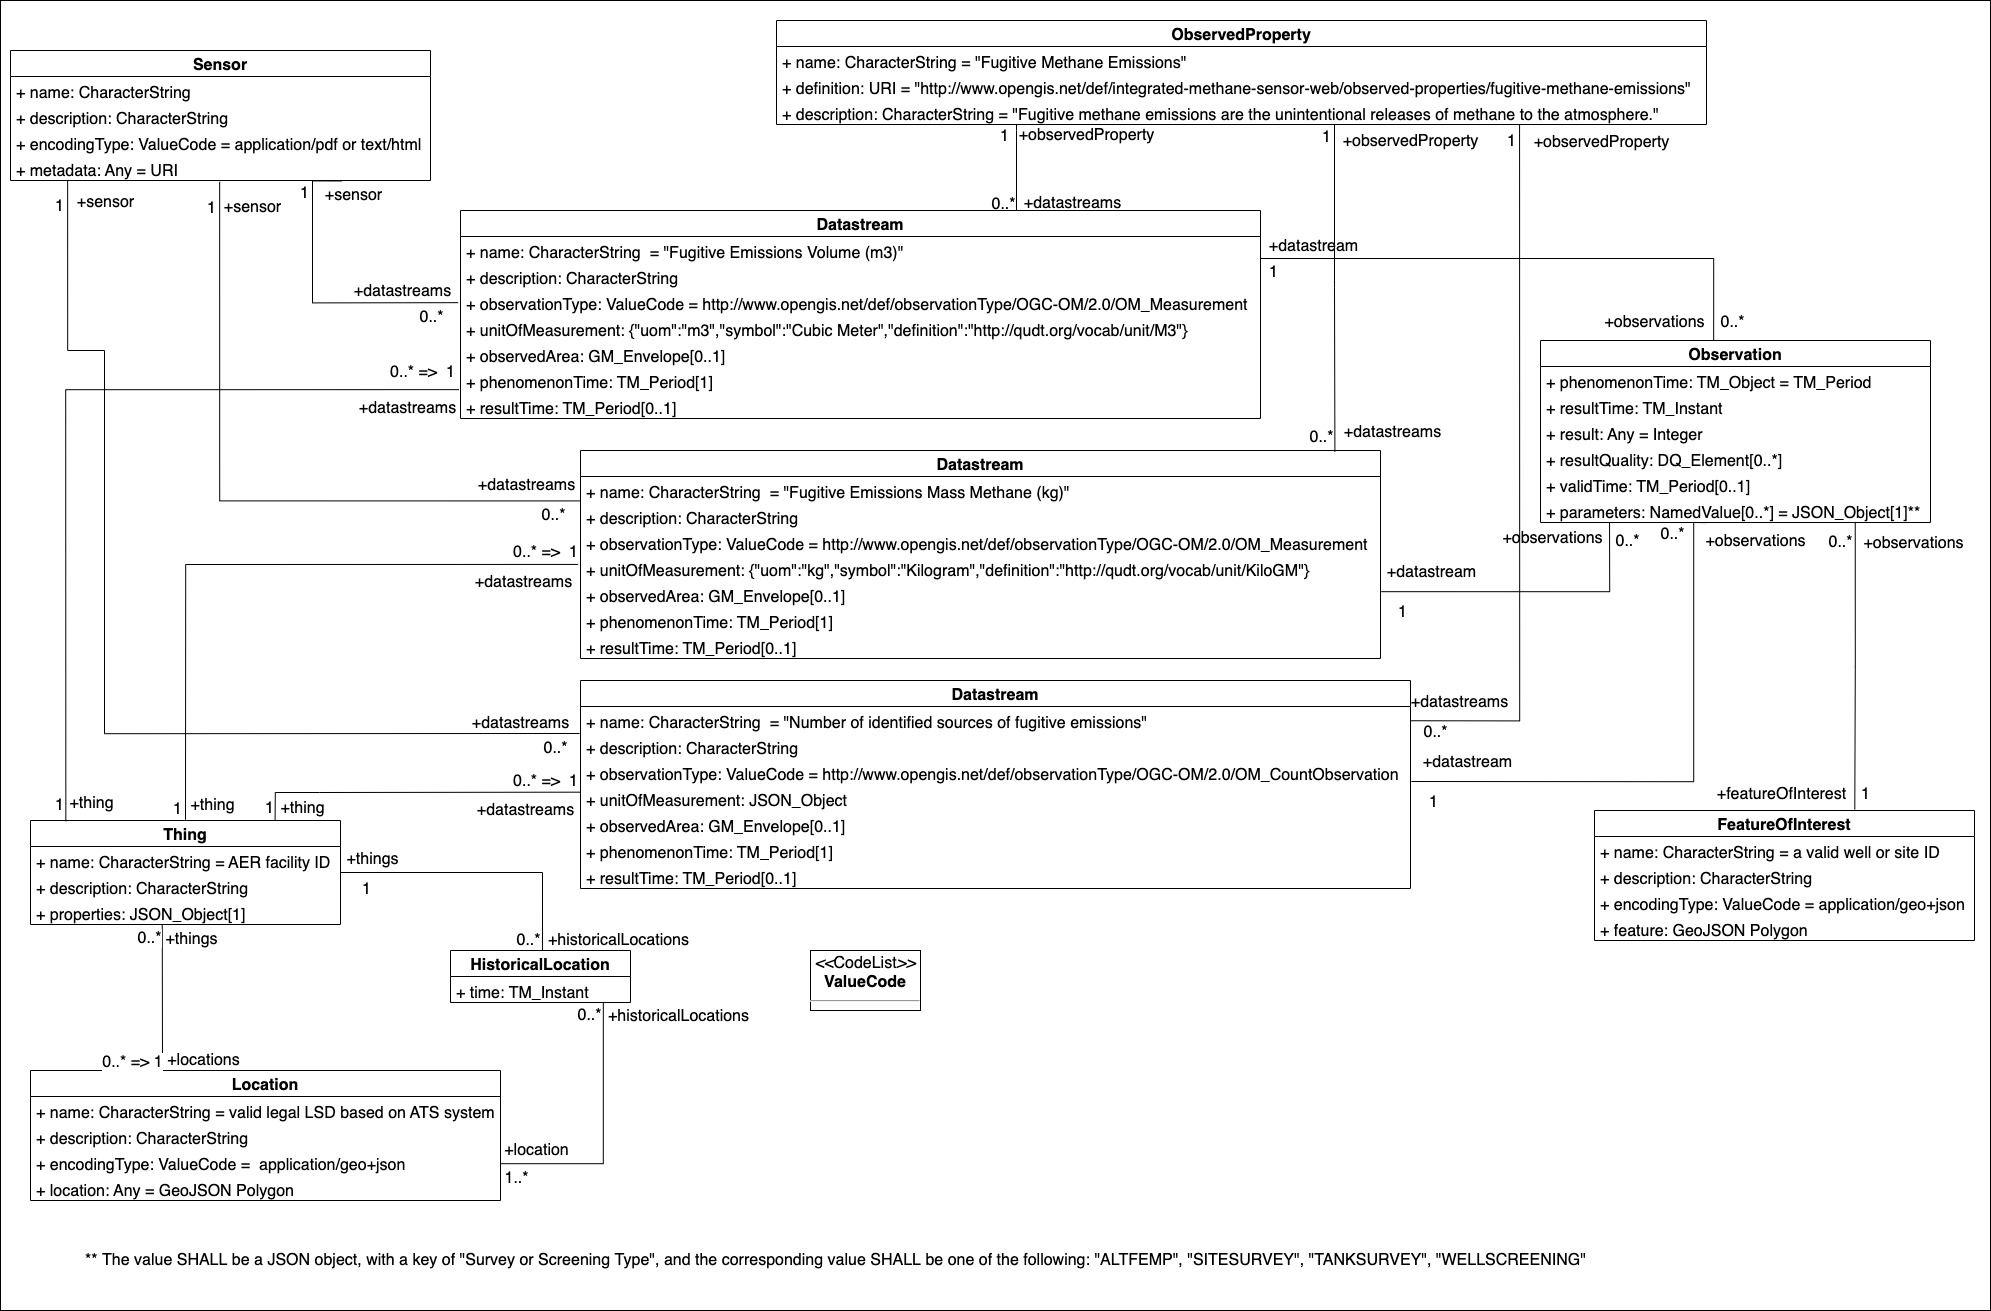 ObservedProperty
+ name: CharacterString = "Fugitive Methane Emissions"
+ definition: URI = "http://www.opengis.net/def/integrated-methane-sensor-web/observed-properties/fugitive-methane-emissions"
+ description: CharacterString = "Fugitive methane emissions are the unintentional releases of methane to the atmosphere."
Sensor
+ name: CharacterString
+ description: CharacterString
+ encodingType: ValueCode = application/pdf or text/html
+ metadata: Any = URI
1 +observedProperty
1 +observedProperty
1 +observedProperty
1 +sensor
1 +sensor
1 +sensor
0..* +datastreams
Datastream
+ name: CharacterString = "Fugitive Emissions Volume (m3)"
+ description: CharacterString
+ observationType: ValueCode = http://www.opengis.net/def/observationType/OGC-OM/2.0/OM_Measurement
+ unitOfMeasurement: {"uom":"m3","symbol":"Cubic Meter","definition":"http://qudt.org/vocab/unit/M3"}
+ observedArea: GM_Envelope[0..1]
+ phenomenonTime: TM_Period[1]
+ resultTime: TM_Period[0..1]
+datastreams
0..*
0..* => 1
+datastreams
+datastream
1
+observations 0..*
Observation
+ phenomenonTime: TM_Object = TM_Period
+ resultTime: TM_Instant
+ result: Any = Integer
+ resultQuality: DQ_Element[0..*]
+ validTime: TM_Period[0..1]
+ parameters: NamedValue[0..*] = JSON_Object[1]**
+observations 0..*
0..* +observations
0..* +observations
0..* +datastreams
Datastream
+ name: CharacterString = "Fugitive Emissions Mass Methane (kg)"
+ description: CharacterString
+ observationType: ValueCode = http://www.opengis.net/def/observationType/OGC-OM/2.0/OM_Measurement
+ unitOfMeasurement: {"uom":"kg","symbol":"Kilogram","definition":"http://qudt.org/vocab/unit/KiloGM"}
+ observedArea: GM_Envelope[0..1]
+ phenomenonTime: TM_Period[1]
+ resultTime: TM_Period[0..1]
+datastreams
0..*
0..* => 1
+datastreams
+datastream
1
Datastream
+ name: CharacterString = "Number of identified sources of fugitive emissions"
+ description: CharacterString
+ observationType: ValueCode = http://www.opengis.net/def/observationType/OGC-OM/2.0/OM_CountObservation
+ unitOfMeasurement: JSON_Object
+ observedArea: GM_Envelope[0..1]
+ phenomenonTime: TM_Period[1]
+ resultTime: TM_Period[0..1]
+datastreams
0..*
0..* => 1
+datastreams
+datastreams
0..*
+datastream
1
1 +thing
1 +thing
1 +thing
Thing
+ name: CharacterString = AER facility ID
+ description: CharacterString
+ properties: JSON_Object[1]
+things
1
+featureOfInterest 1
FeatureOfInterest
+ name: CharacterString = a valid well or site ID
+ description: CharacterString
+ encodingType: ValueCode = application/geo+json
+ feature: GeoJSON Polygon
0..* +things
0..* +historicalLocations
HistoricalLocation
+ time: TM_Instant
0..* +historicalLocations
<<CodeList>>
ValueCode
0..* => 1 +locations
Location
+ name: CharacterString = valid legal LSD based on ATS system
+ description: CharacterString
+ encodingType: ValueCode = application/geo+json
+ location: Any = GeoJSON Polygon
+location
1..*
** The value SHALL be a JSON object, with a key of "Survey or Screening Type", and the corresponding value SHALL be one of the following: "ALTFEMP", "SITESURVEY", "TANKSURVEY", "WELLSCREENING"